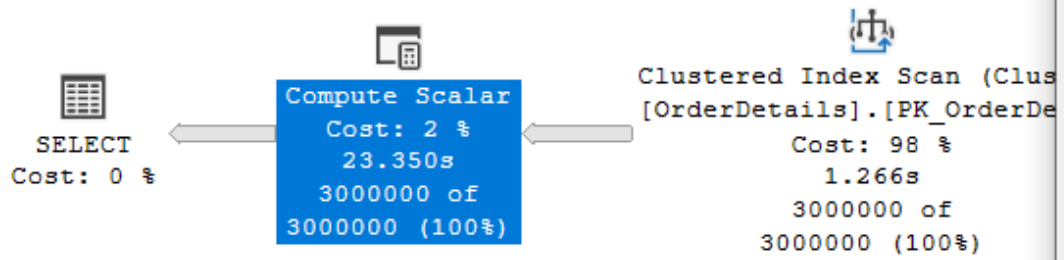 SELECT
Cost: 0 %
Compute Scalar
Cost: 2 %
23.350s
3000000 of
3000000 (100%)
Clustered Index Scan (Clus
[OrderDetails].[PK_OrderDe
Cost: 98 %
1.266s
3000000 of
3000000 (100%)